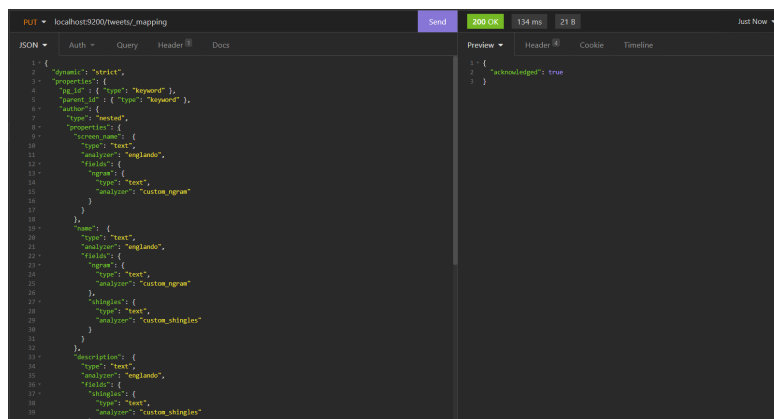 PUT localhost:9200/tweets/_mapping Send 200 OK 134 ms 21 B Just Now
JSON Auth Query Header 1 Docs Preview Header 4 Cookie Timeline
1 {
2 "dynamic": "strict",
3 "properties": {
4 "pg_id" : { "type": "keyword" },
5 "parent_id" : { "type": "keyword" },
6 "author": {
7 "type": "nested",
8 "properties": {
9 "screen_name": {
10 "type": "text",
11 "analyzer": "englando",
12 "fields": {
13 "ngram": {
14 "type": "text",
15 "analyzer": "custom_ngram"
16 }
17 }
18 },
19 "name": {
20 "type": "text",
21 "analyzer": "englando",
22 "fields": {
23 "ngram": {
24 "type": "text",
25 "analyzer": "custom_ngram"
26 },
27 "shingles": {
28 "type": "text",
29 "analyzer": "custom_shingles"
30 }
31 }
32 },
33 "description": {
34 "type": "text",
35 "analyzer": "englando",
36 "fields": {
37 "shingles": {
38 "type": "text",
39 "analyzer": "custom_shingles"
1 {
2 "acknowledged": true
3 }